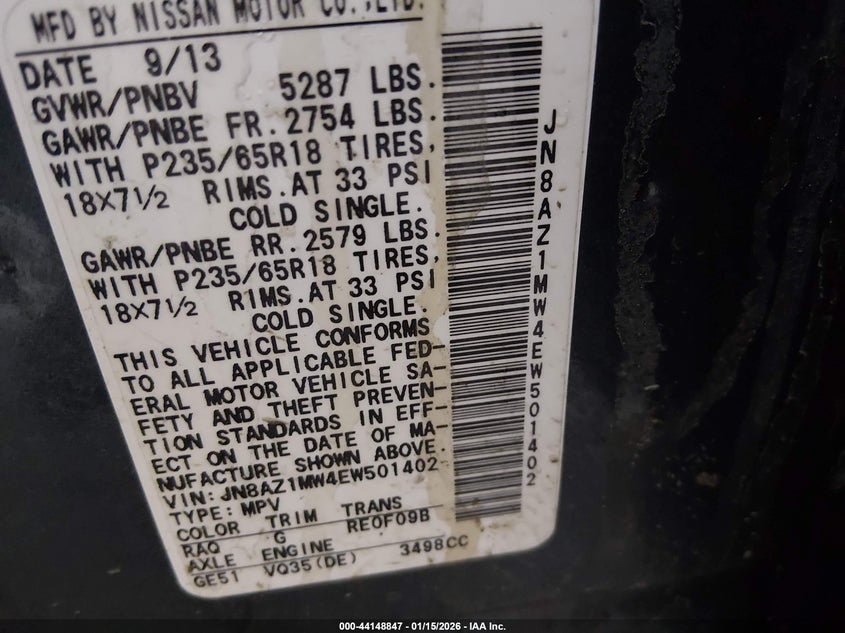 MFD BY NISSAN MOTOR CO.,LTD.
DATE 9/13
GVWR/PNBV 5287 LBS.
GAWR/PNBE FR. 2754 LBS.
WITH P235/65R18 TIRES,
18X7 1/2 RIMS. AT 33 PSI
COLD SINGLE.
GAWR/PNBE RR. 2579 LBS.
WITH P235/65R18 TIRES,
18X7 1/2 RIMS. AT 33 PSI
COLD SINGLE.
THIS VEHICLE CONFORMS
TO ALL APPLICABLE FED-
ERAL MOTOR VEHICLE SA-
FETY AND THEFT PREVEN-
TION STANDARDS IN EFF-
ECT ON THE DATE OF MA-
NUFACTURE SHOWN ABOVE.
VIN: JN8AZ1MW4EW501402
TYPE: MPV
COLOR TRIM TRANS
RAQ G RE0F09B
AXLE ENGINE
GE51 VQ35(DE) 3498CC
JN8AZ1MW4EW501402
000-44148847 - 01/15/2026 - IAA Inc.